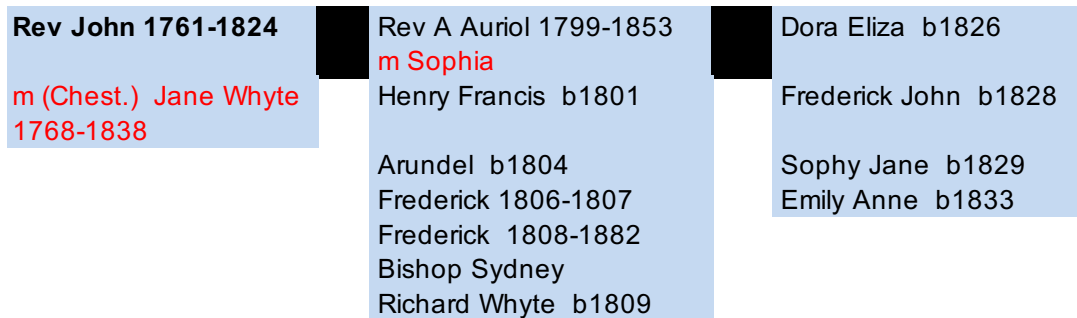 Rev John 1761-1824
m (Chest.) Jane Whyte
1768-1838
Rev A Auriol 1799-1853
m Sophia
Henry Francis b1801
Arundel b1804
Frederick 1806-1807
Frederick 1808-1882
Bishop Sydney
Richard Whyte b1809
Dora Eliza b1826
Frederick John b1828
Sophy Jane b1829
Emily Anne b1833